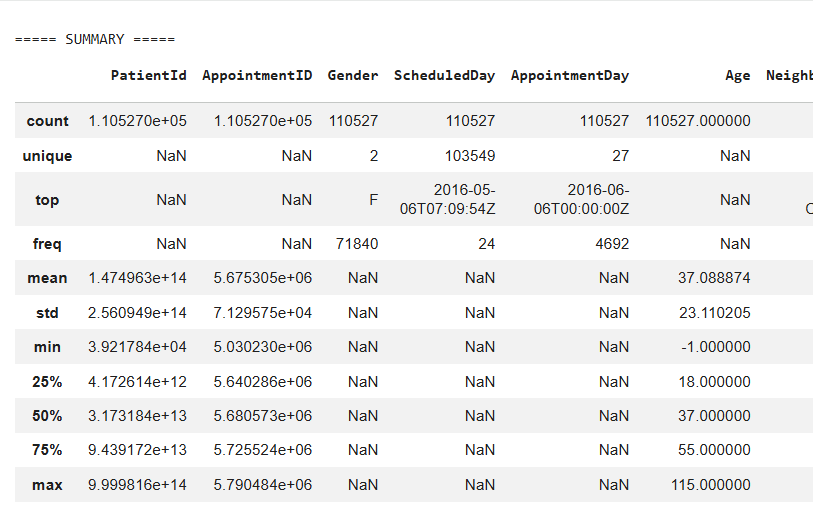 ===== SUMMARY =====
PatientId AppointmentID Gender ScheduledDay AppointmentDay Age Neighb
count 1.105270e+05 1.105270e+05 110527 110527 110527 110527.000000
unique NaN NaN 2 103549 27 NaN
top NaN NaN F 2016-05-06T07:09:54Z 2016-06-06T00:00:00Z NaN
freq NaN NaN 71840 24 4692 NaN
mean 1.474963e+14 5.675305e+06 NaN NaN NaN 37.088874
std 2.560949e+14 7.129575e+04 NaN NaN NaN 23.110205
min 3.921784e+04 5.030230e+06 NaN NaN NaN -1.000000
25% 4.172614e+12 5.640286e+06 NaN NaN NaN 18.000000
50% 3.173184e+13 5.680573e+06 NaN NaN NaN 37.000000
75% 9.439172e+13 5.725524e+06 NaN NaN NaN 55.000000
max 9.999816e+14 5.790484e+06 NaN NaN NaN 115.000000